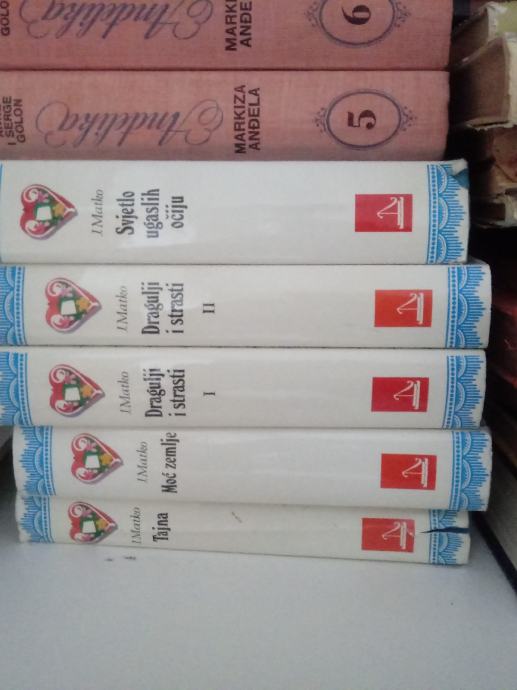 GOLON
Anđelika
MARKIZA
ANĐELA
6
I SERGE
GOLON
Anđelika
MARKIZA
ANĐELA
5
J.Matko
Svjetlo
ugaslih
očiju
J.Matko
Dragulji
i strasti
II
J.Matko
Dragulji
i strasti
I
J.Matko
Moć zemlje
J.Matko
Tajna